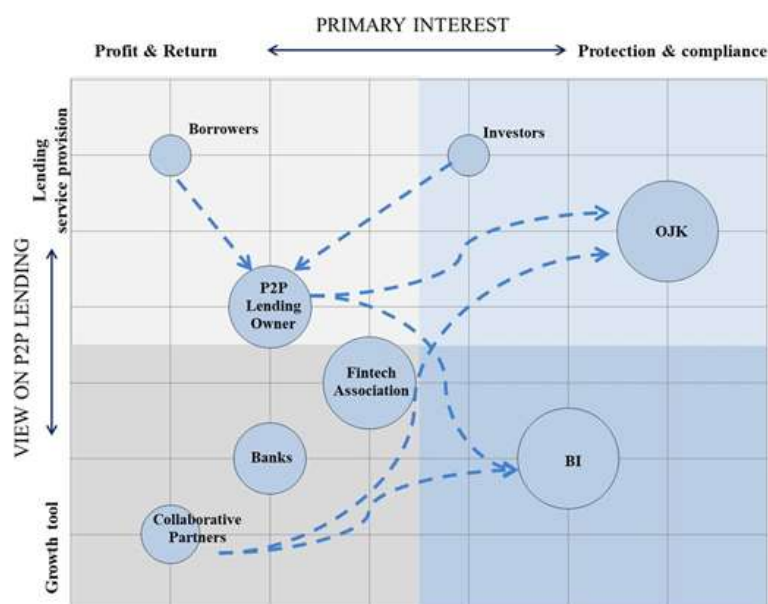 PRIMARY INTEREST
Profit & Return
Protection & compliance
VIEW ON P2P LENDING
Lending
service provision
Growth tool
Borrowers
Investors
OJK
P2P
Lending
Owner
Fintech
Association
Banks
BI
Collaborative
Partners